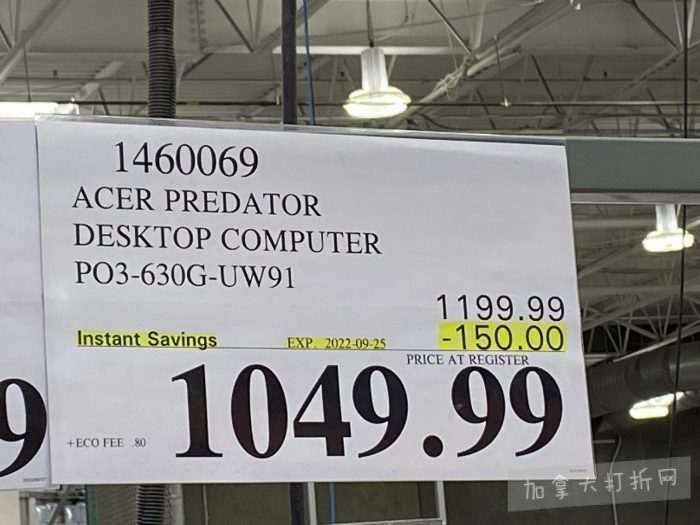 1460069
ACER PREDATOR
DESKTOP COMPUTER
PO3-630G-UW91
1199.99
Instant Savings EXP. 2022-09-25 -150.00
PRICE AT REGISTER
+ECO FEE .80 1049.99
9
加拿大打折网